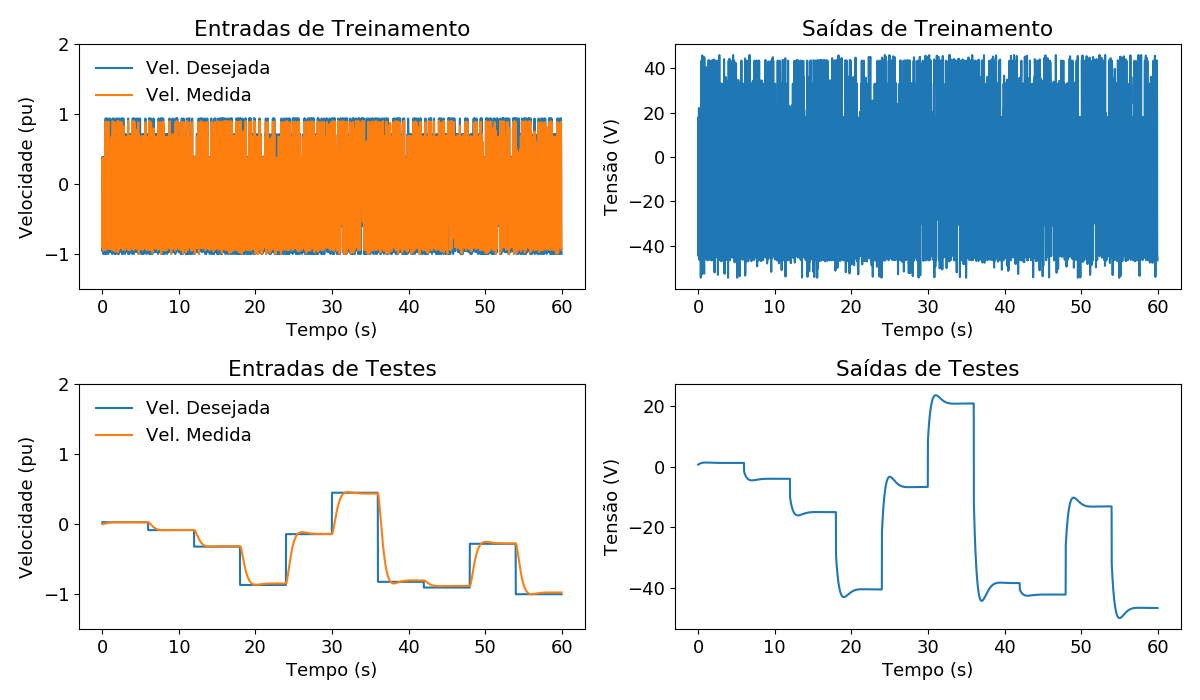 Entradas de Treinamento
2
1
0
−1
Velocidade (pu)
Vel. Desejada
Vel. Medida
0 10 20 30 40 50 60
Tempo (s)
Saídas de Treinamento
40
20
0
−20
−40
Tensão (V)
0 10 20 30 40 50 60
Tempo (s)
Entradas de Testes
2
1
0
−1
Velocidade (pu)
Vel. Desejada
Vel. Medida
0 10 20 30 40 50 60
Tempo (s)
Saídas de Testes
20
0
−20
−40
Tensão (V)
0 10 20 30 40 50 60
Tempo (s)